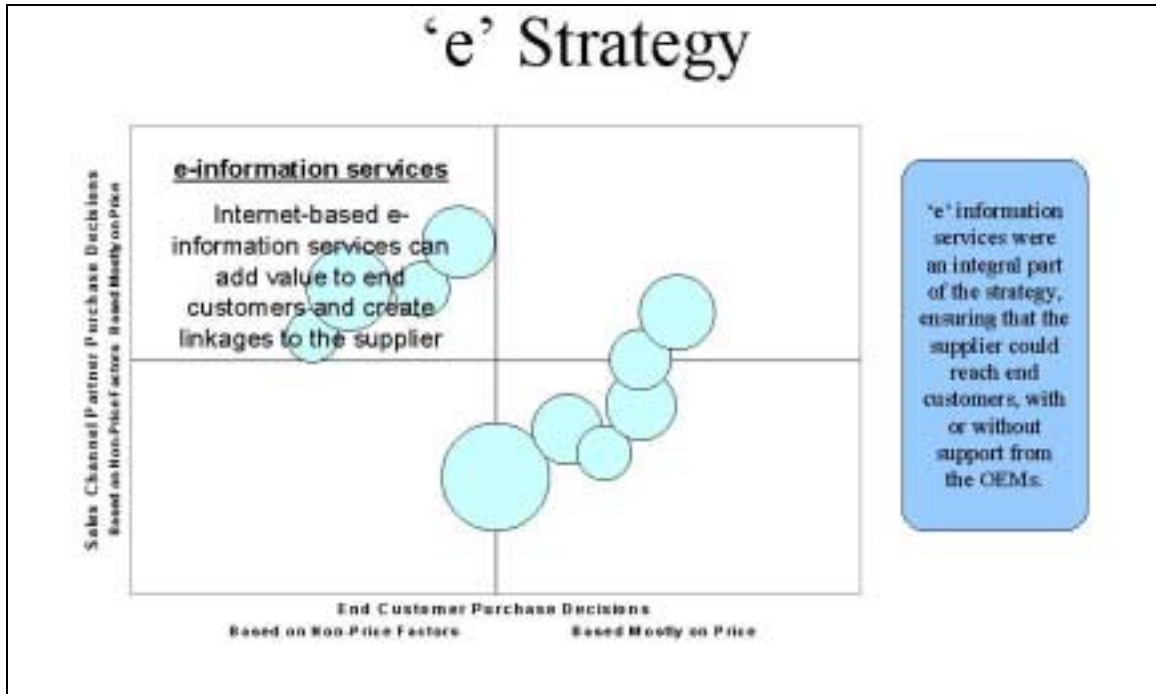 ‘e’ Strategy
e-information services
Internet-based e-
information services can
add value to end
customers and create
linkages to the supplier
‘e’ information
services were
an integral part
of the strategy,
ensuring that the
supplier could
reach end
customers, with
or without
support from
the OEMs.
Sales Channel Partner Purchase Decisions
Based on Non-Price Factors Based Mostly on Price
End Customer Purchase Decisions
Based on Non-Price Factors Based Mostly on Price